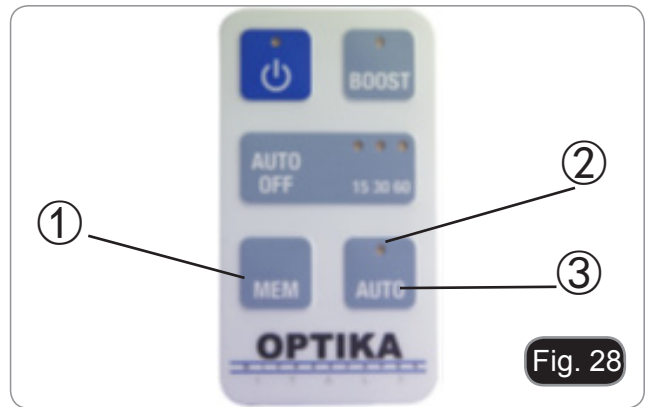 BOOST
AUTO
OFF
15 30 60
②
①
③
MEM
AUTO
OPTIKA
Fig. 28